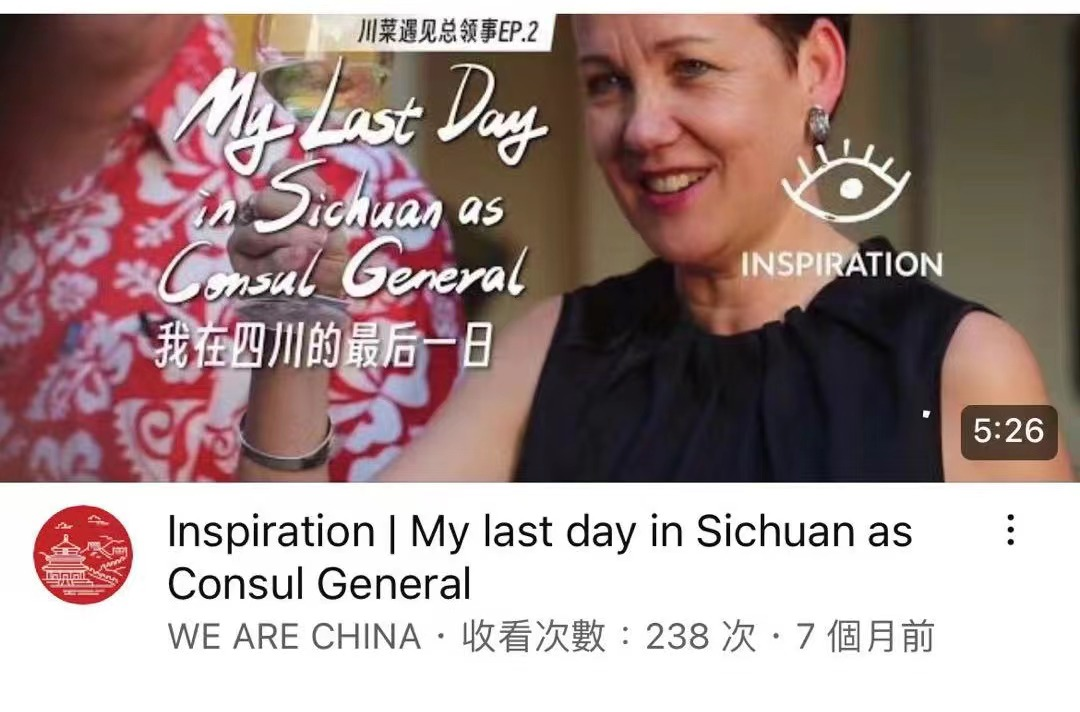 川菜遇见总领事EP.2
My Last Day
in Sichuan as
Consul General
我在四川的最后一日
INSPIRATION
5:26
Inspiration | My last day in Sichuan as
Consul General
WE ARE CHINA · 收看次數：238 次 · 7 個月前